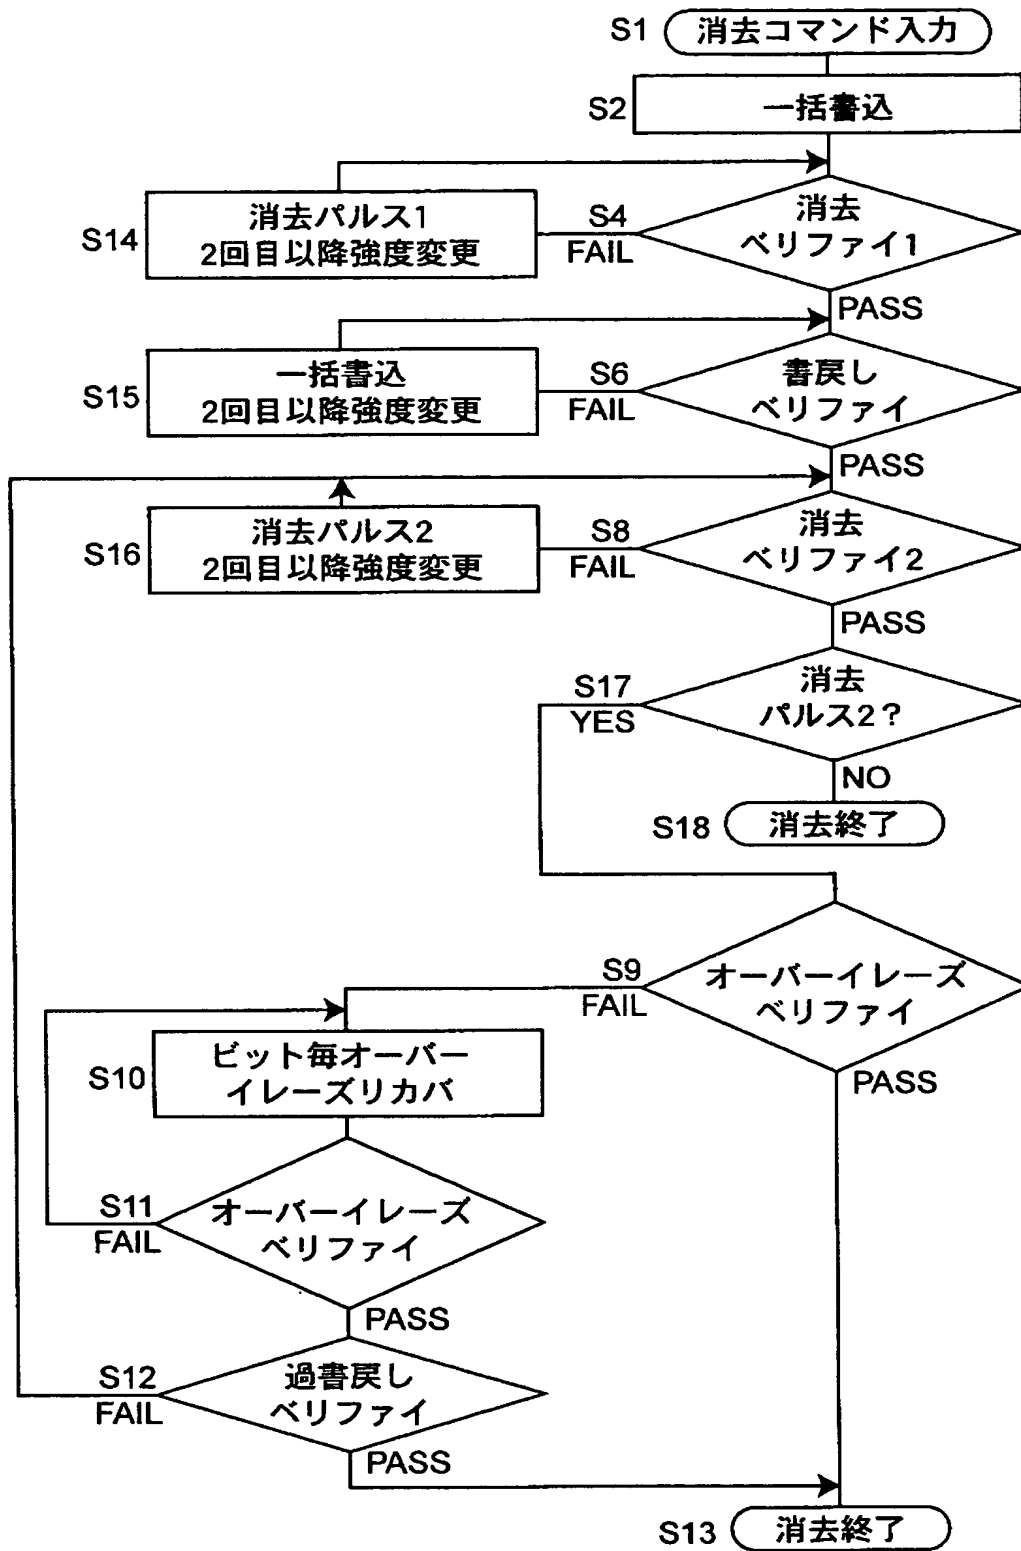 S1 消去コマンド入力
S2 一括書込
S14 消去パルス1
2回目以降強度変更
S4
FAIL
消去
ベリファイ1
PASS
S15 一括書込
2回目以降強度変更
S6
FAIL
書戻し
ベリファイ
PASS
S16 消去パルス2
2回目以降強度変更
S8
FAIL
消去
ベリファイ2
PASS
S17
YES
消去
パルス2?
NO
S18 消去終了
S9
FAIL
オーバーイレーズ
ベリファイ
PASS
S10 ビット毎オーバー
イレーズリカバ
S11
FAIL
オーバーイレーズ
ベリファイ
PASS
S12
FAIL
過書戻し
ベリファイ
PASS
S13 消去終了